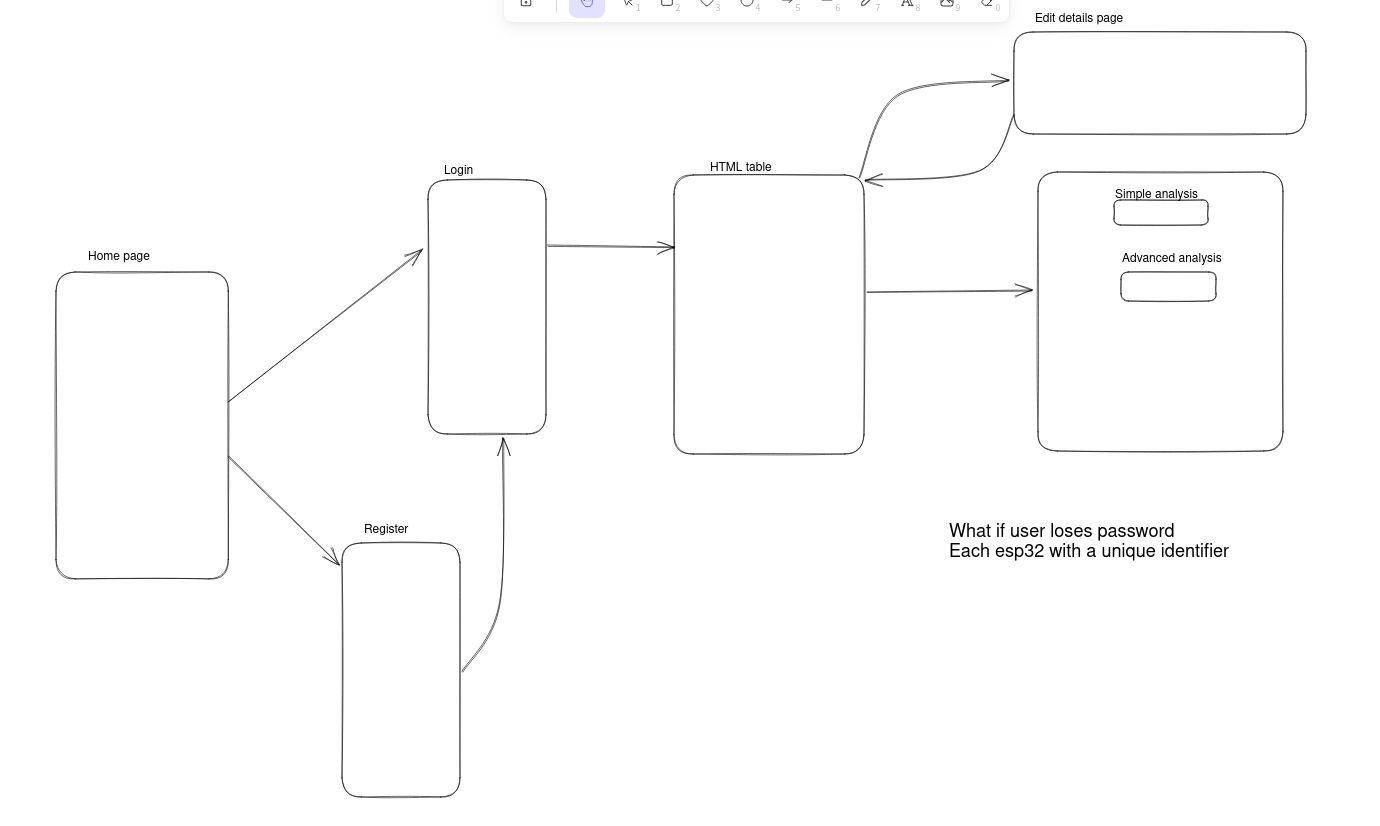 1 2 3 4 5 6 7 8 9 0
Edit details page
Login
HTML table
Simple analysis
Home page
Advanced analysis
Register
What if user loses password
Each esp32 with a unique identifier